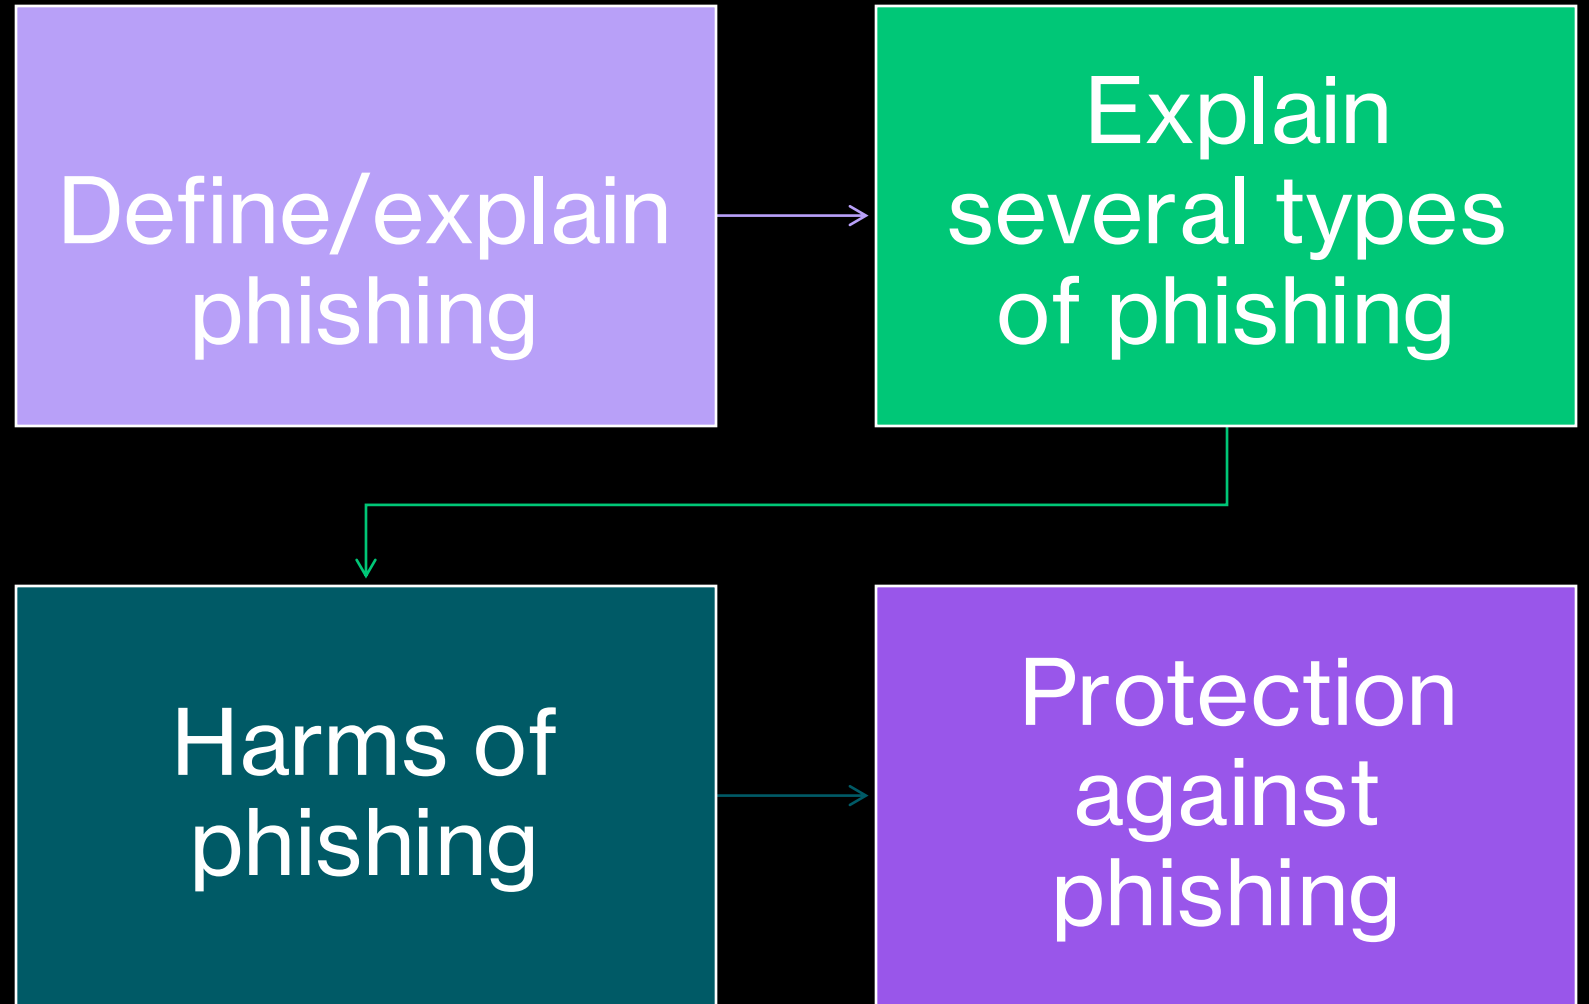 Define/explain
phishing
Explain
several types
of phishing
Harms of
phishing
Protection
against
phishing